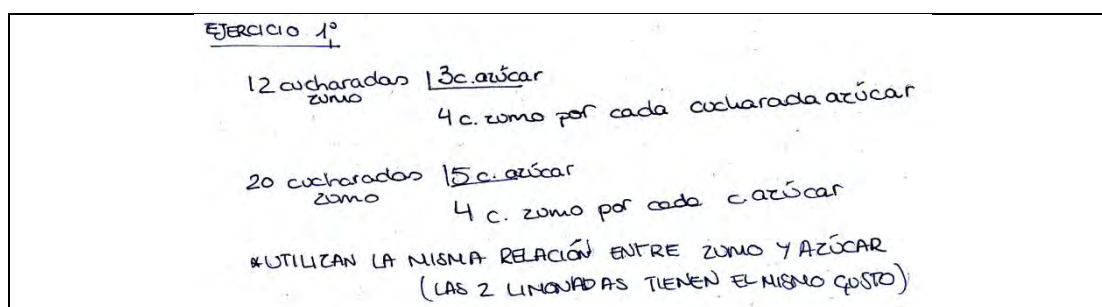 EJERCICIO 1º
12 cucharadas zumo | 3c. azúcar
4 c. zumo por cada cucharada azúcar
20 cucharadas zumo | 5 c. azúcar
4 c. zumo por cada c. azúcar
*UTILIZAN LA MISMA RELACIÓN ENTRE ZUMO Y AZÚCAR
(LAS 2 LIMONADAS TIENEN EL MISMO GUSTO)